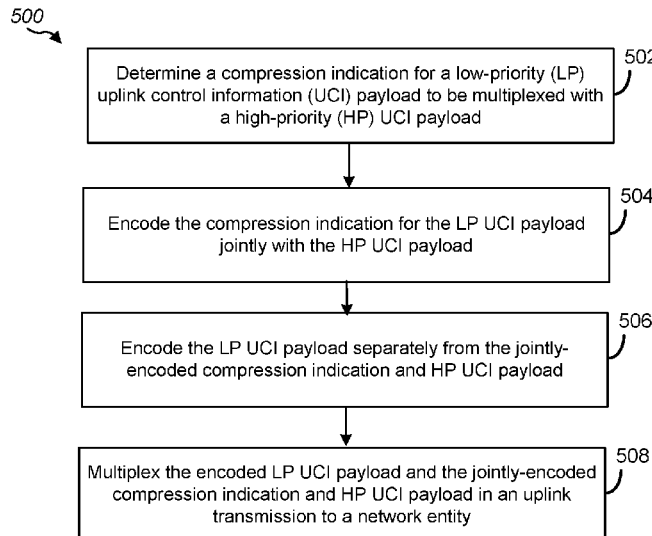 500
502
Determine a compression indication for a low-priority (LP)
uplink control information (UCI) payload to be multiplexed with
a high-priority (HP) UCI payload
504
Encode the compression indication for the LP UCI payload
jointly with the HP UCI payload
506
Encode the LP UCI payload separately from the jointly-
encoded compression indication and HP UCI payload
508
Multiplex the encoded LP UCI payload and the jointly-encoded
compression indication and HP UCI payload in an uplink
transmission to a network entity